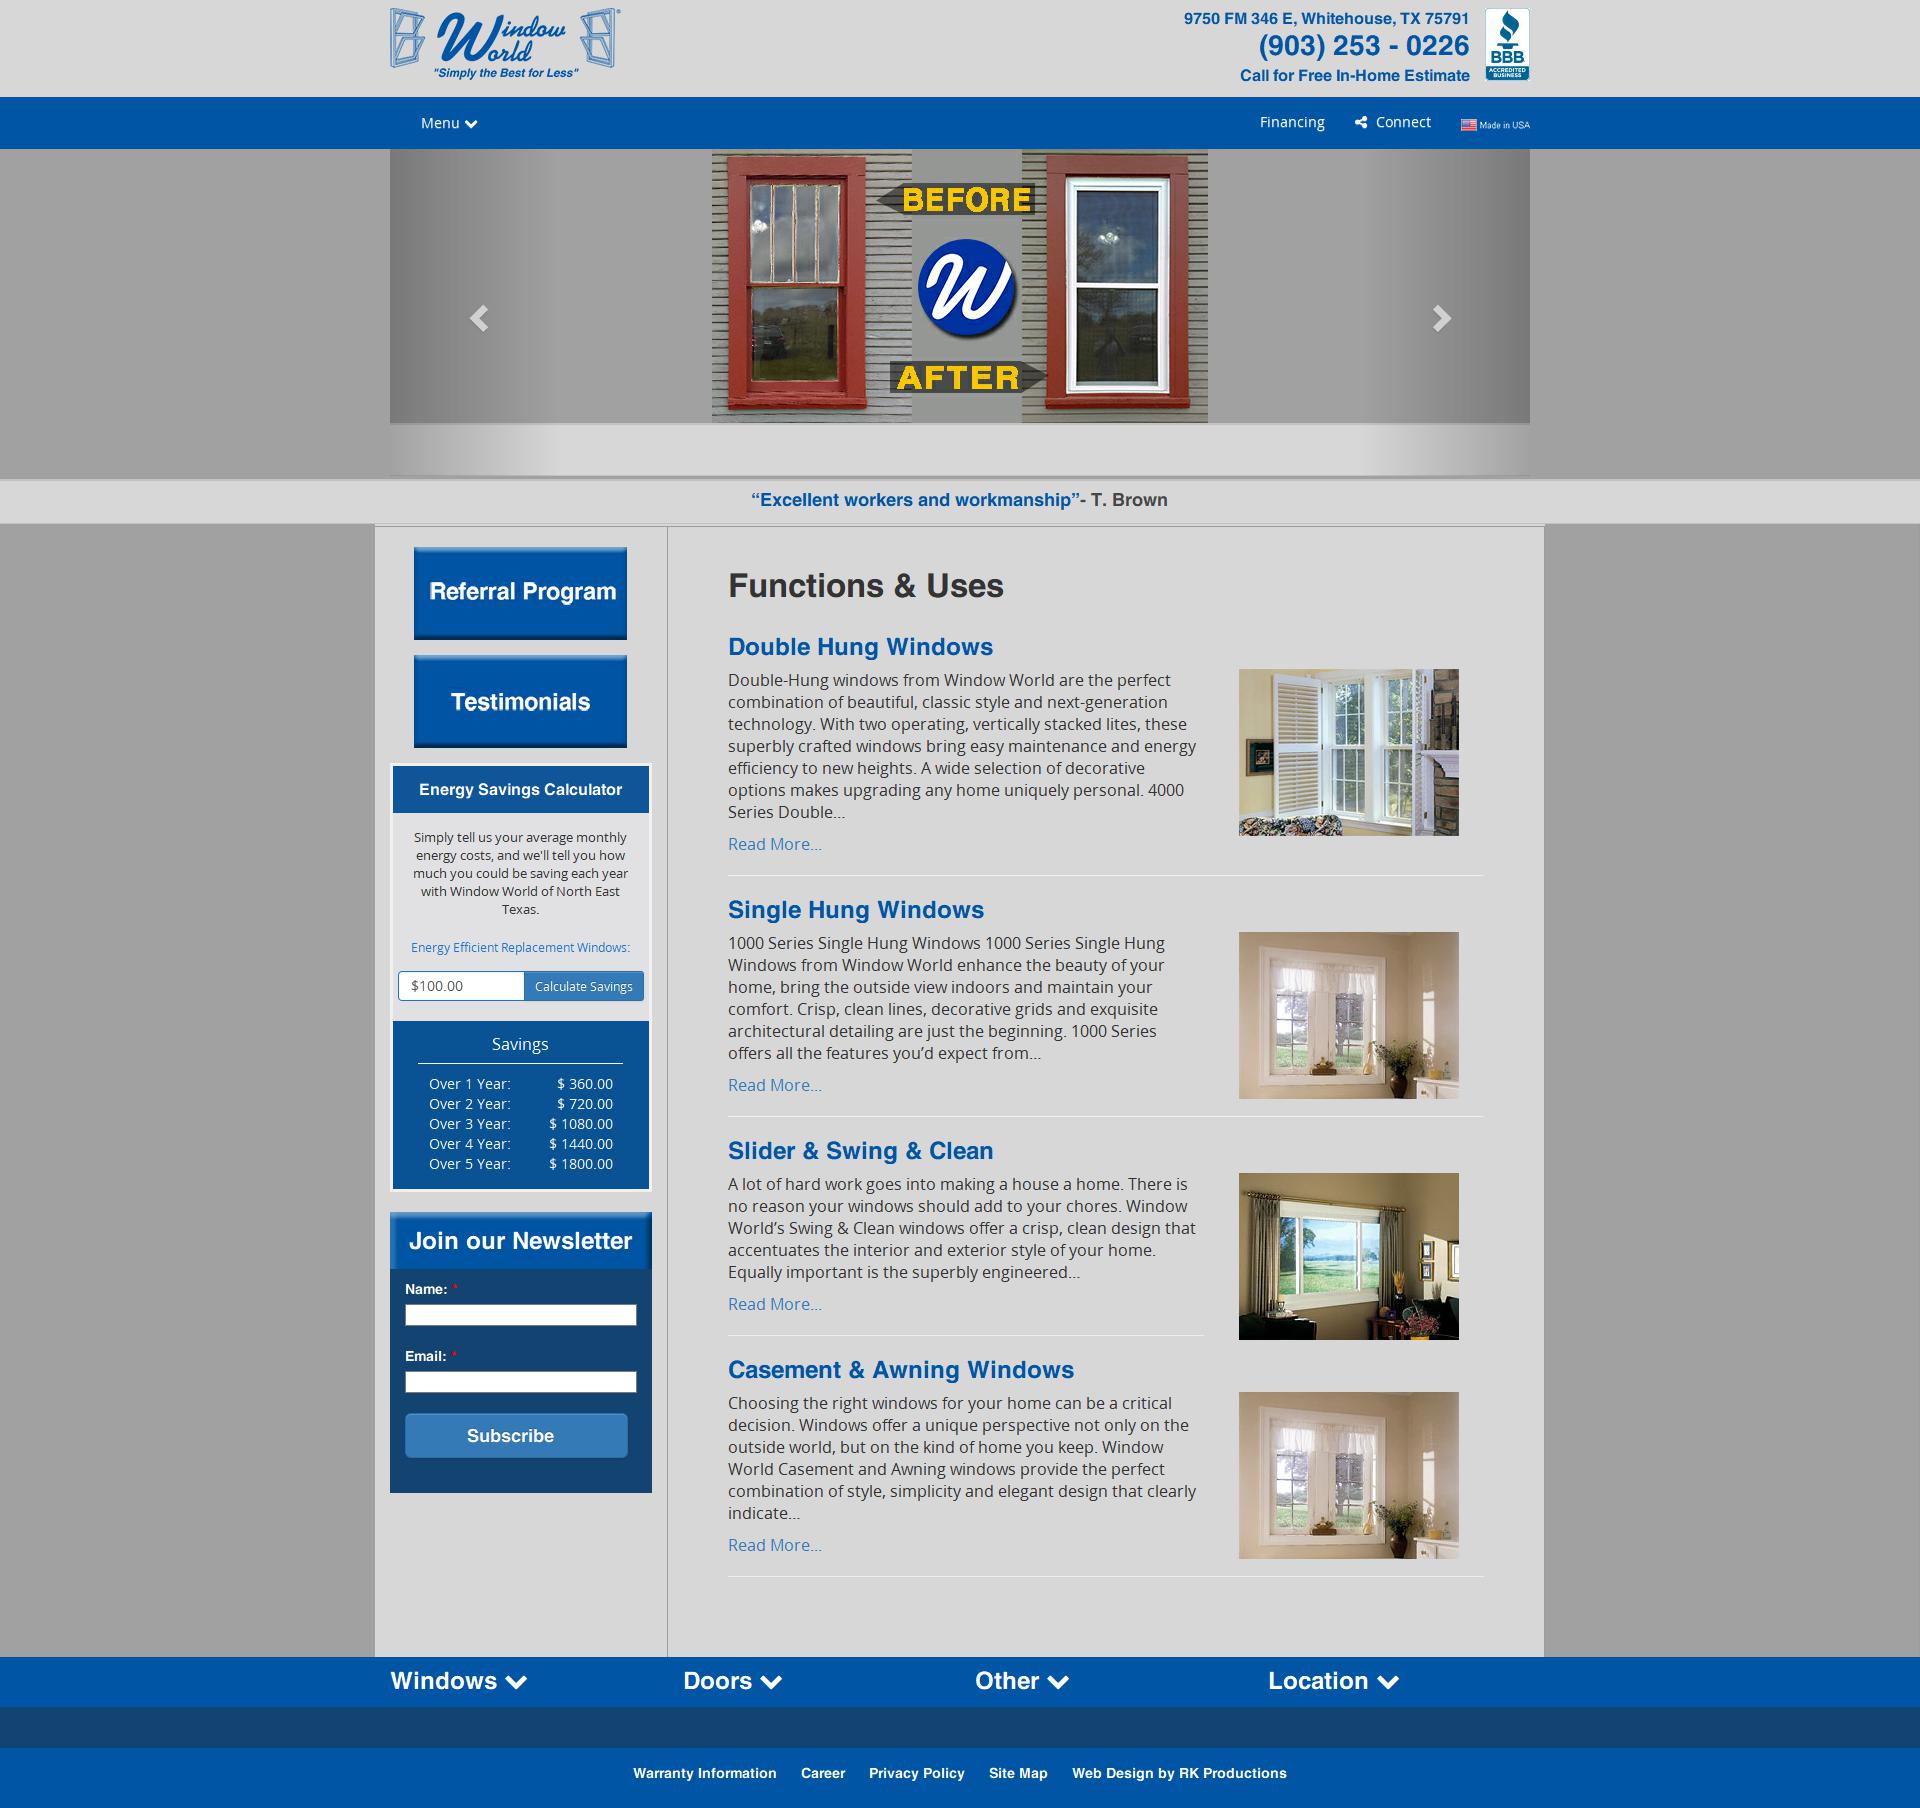 Window World®
"Simply the Best for Less"
9750 FM 346 E, Whitehouse, TX 75791
(903) 253 - 0226
Call for Free In-Home Estimate
BBB
ACCREDITED
BUSINESS
Menu
Financing
Connect
Made in USA
BEFORE
W
AFTER
“Excellent workers and workmanship”- T. Brown
Referral Program
Testimonials
Energy Savings Calculator
Simply tell us your average monthly
energy costs, and we'll tell you how
much you could be saving each year
with Window World of North East
Texas.
Energy Efficient Replacement Windows:
$100.00
Calculate Savings
Savings
Over 1 Year: $ 360.00
Over 2 Year: $ 720.00
Over 3 Year: $ 1080.00
Over 4 Year: $ 1440.00
Over 5 Year: $ 1800.00
Join our Newsletter
Name: *
Email: *
Subscribe
Functions & Uses
Double Hung Windows
Double-Hung windows from Window World are the perfect
combination of beautiful, classic style and next-generation
technology. With two operating, vertically stacked lites, these
superbly crafted windows bring easy maintenance and energy
efficiency to new heights. A wide selection of decorative
options makes upgrading any home uniquely personal. 4000
Series Double...
Read More...
Single Hung Windows
1000 Series Single Hung Windows 1000 Series Single Hung
Windows from Window World enhance the beauty of your
home, bring the outside view indoors and maintain your
comfort. Crisp, clean lines, decorative grids and exquisite
architectural detailing are just the beginning. 1000 Series
offers all the features you’d expect from...
Read More...
Slider & Swing & Clean
A lot of hard work goes into making a house a home. There is
no reason your windows should add to your chores. Window
World’s Swing & Clean windows offer a crisp, clean design that
accentuates the interior and exterior style of your home.
Equally important is the superbly engineered...
Read More...
Casement & Awning Windows
Choosing the right windows for your home can be a critical
decision. Windows offer a unique perspective not only on the
outside world, but on the kind of home you keep. Window
World Casement and Awning windows provide the perfect
combination of style, simplicity and elegant design that clearly
indicate...
Read More...
Windows
Doors
Other
Location
Warranty Information
Career
Privacy Policy
Site Map
Web Design by RK Productions